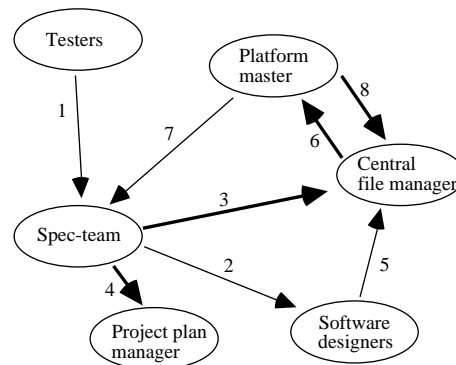 Testers
Platform
master
1
8
7
6
Central
file manager
3
Spec-team
2
5
4
Project plan
manager
Software
designers